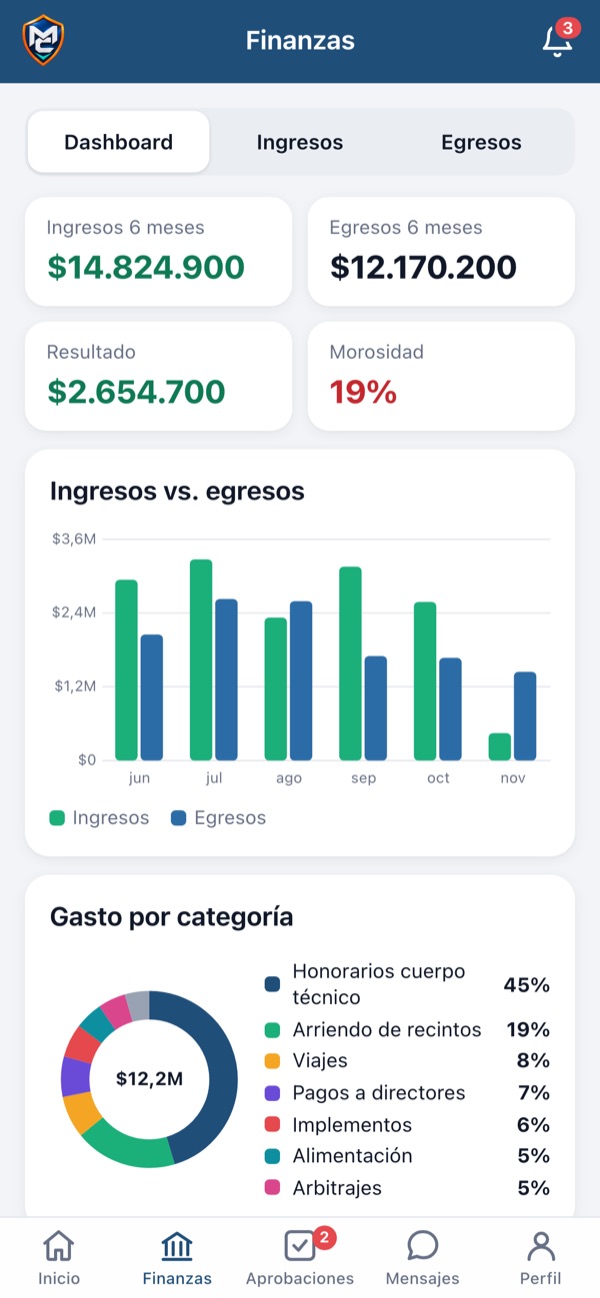 MC
Finanzas
3
Dashboard
Ingresos
Egresos
Ingresos 6 meses
Egresos 6 meses
$14.824.900
$12.170.200
Resultado
Morosidad
$2.654.700
19%
Ingresos vs. egresos
$3,6M
$2,4M
$1,2M
$0
jun jul ago sep oct nov
Ingresos Egresos
Gasto por categoría
$12,2M
Honorarios cuerpo
técnico
45%
Arriendo de recintos 19%
Viajes 8%
Pagos a directores 7%
Implementos 6%
Alimentación 5%
Arbitrajes 5%
2
Inicio Finanzas Aprobaciones Mensajes Perfil